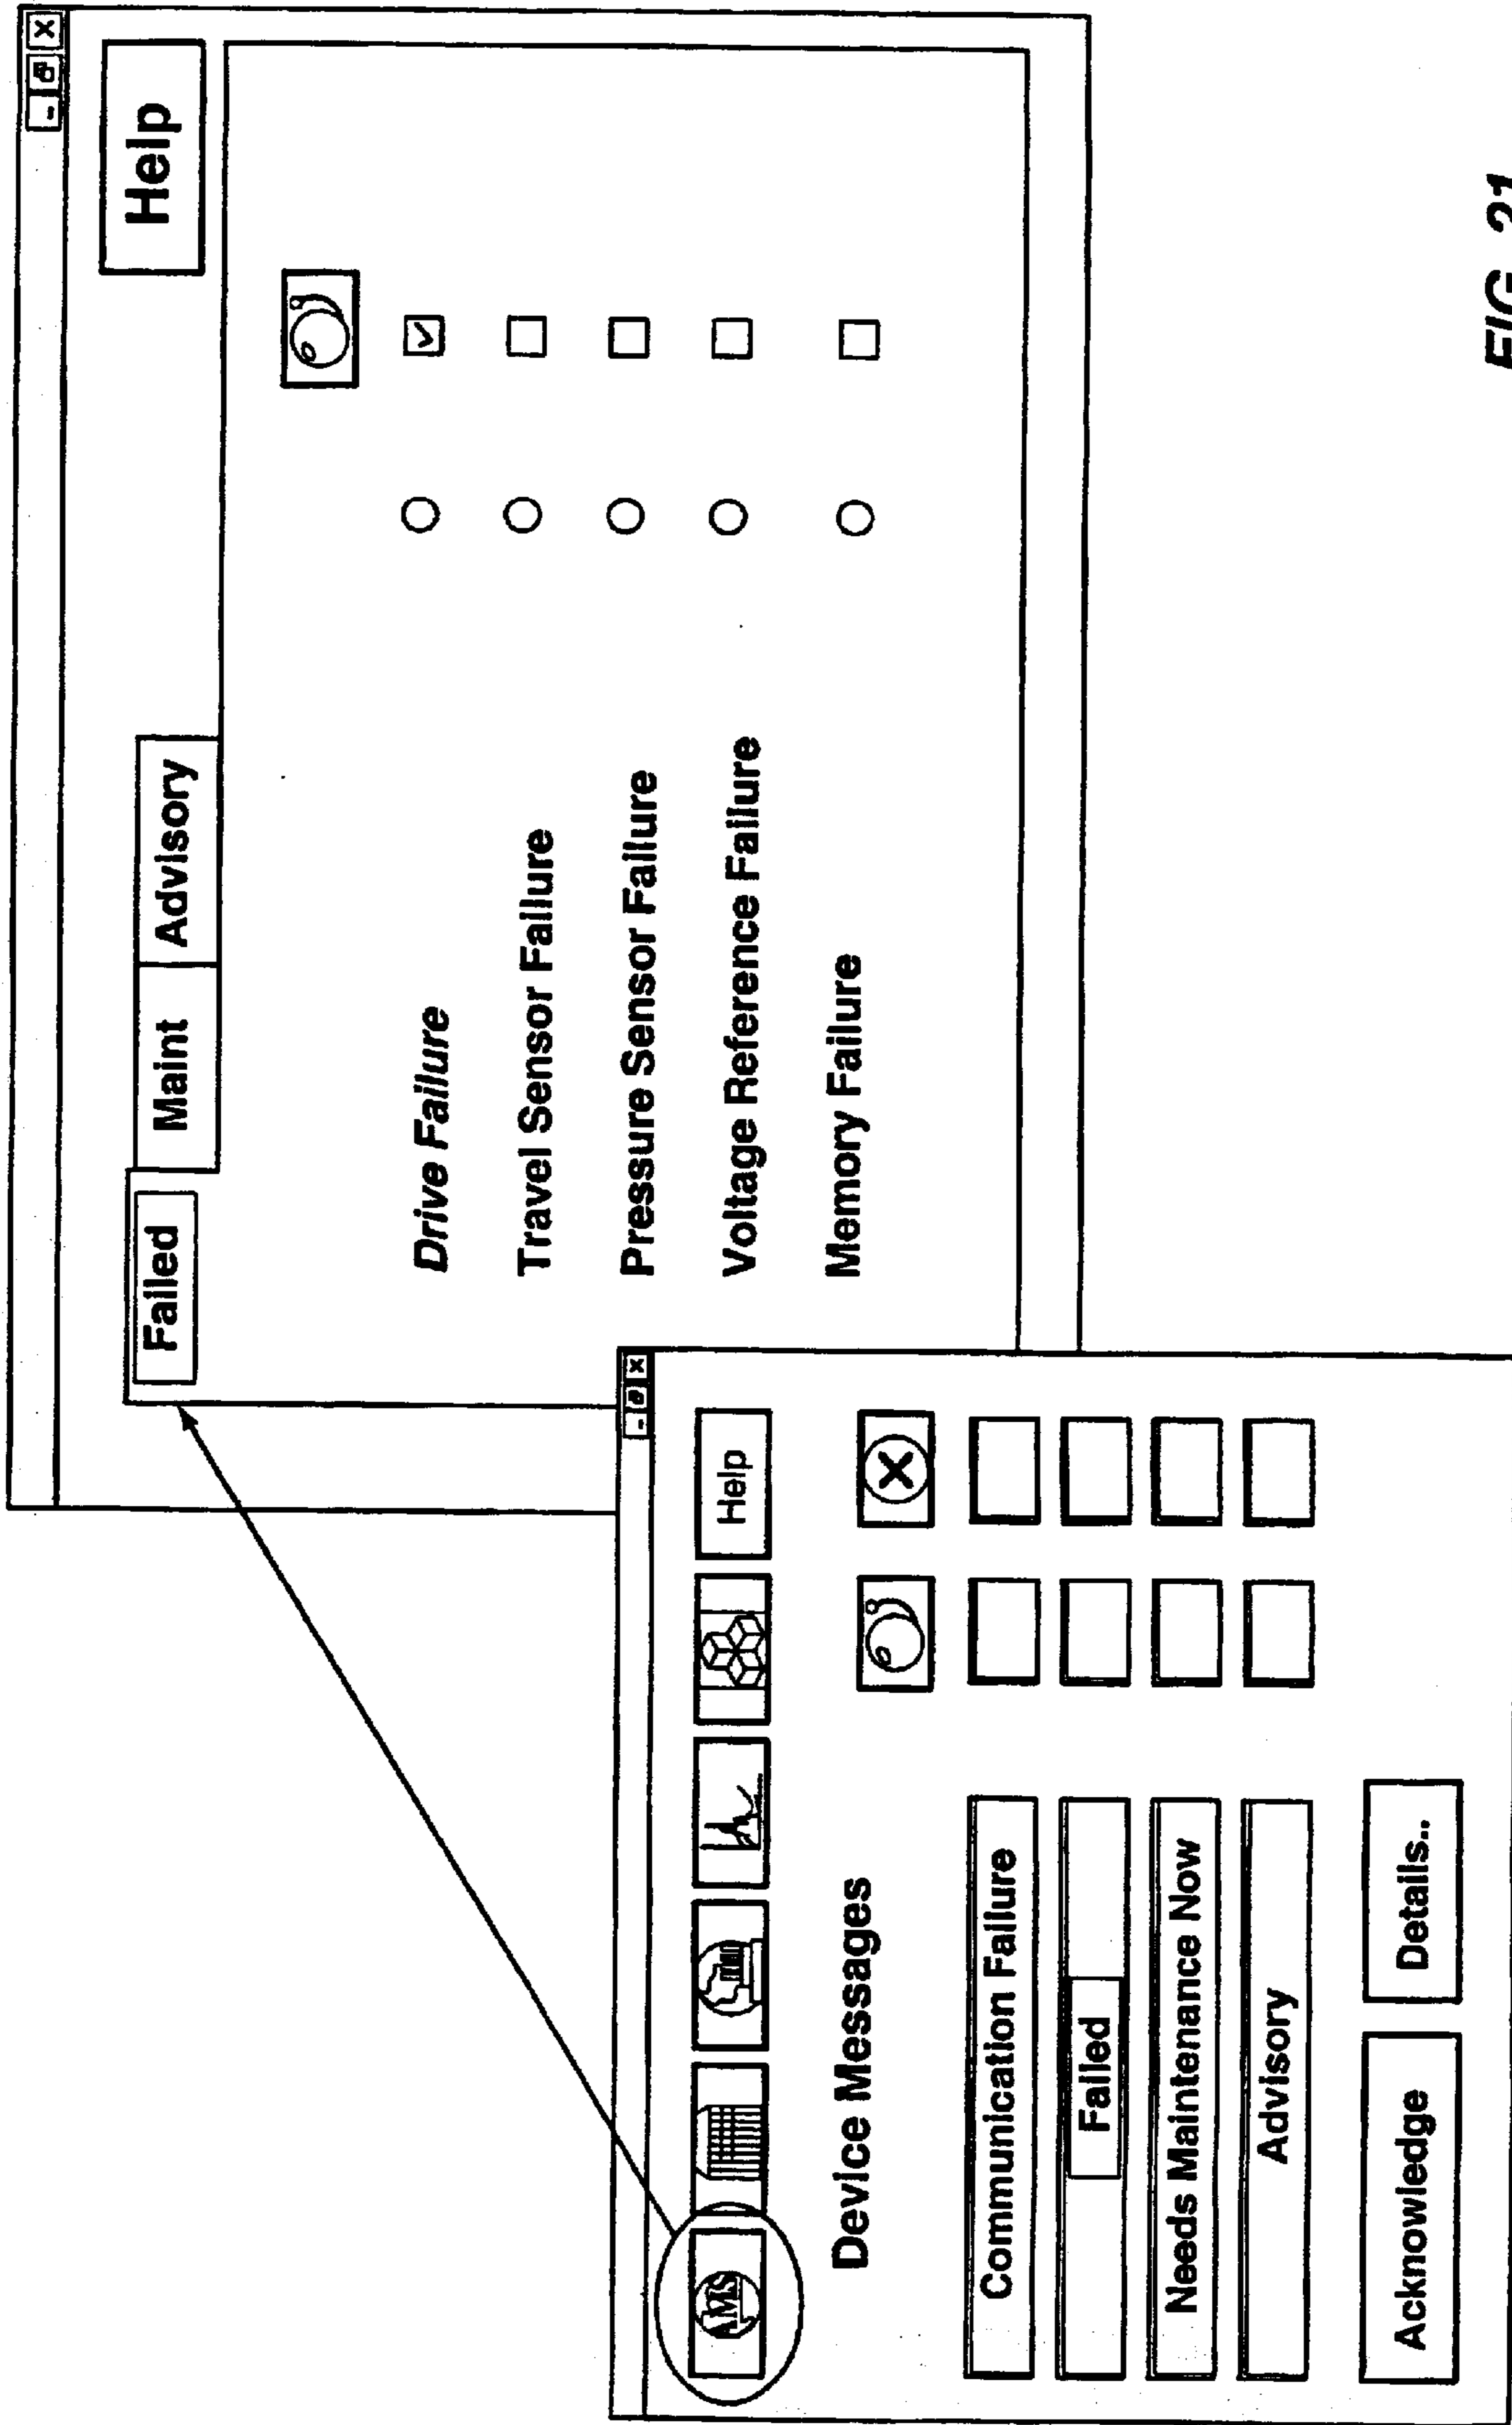 Help
Failed
Maint
Advisory
Drive Failure
Travel Sensor Failure
Pressure Sensor Failure
Voltage Reference Failure
Memory Failure
AMS
Help
Device Messages
Communication Failure
Failed
Needs Maintenance Now
Advisory
Acknowledge
Details..
FIG. 21